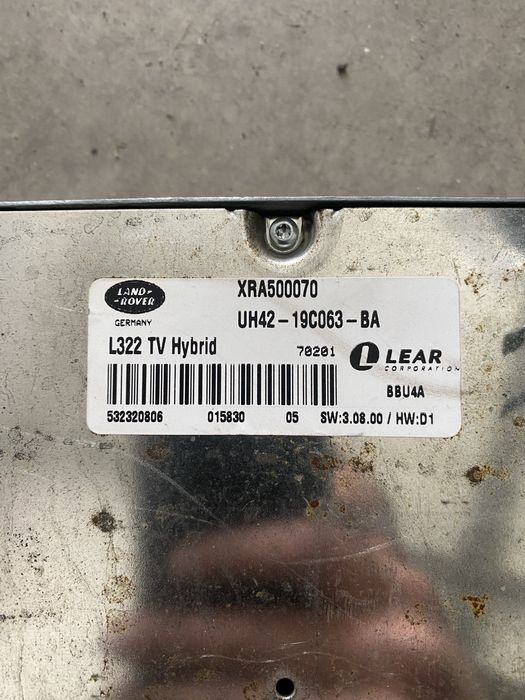 LAND-
-ROVER
GERMANY
XRA500070
UH42-19C063-BA
L322 TV Hybrid
70201
LEAR
CORPORATION
BBU4A
532320806 015830 05 SW:3.08.00 / HW:D1